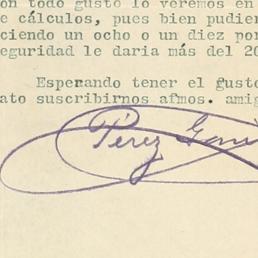 on todo gusto lo veremos en
e cálculos, pues bien pudier
ciendo un ocho o un diez por
eguridad le daria más del 20
Esperando tener el gusto
ato suscribirnos afmos. amig
Pérez